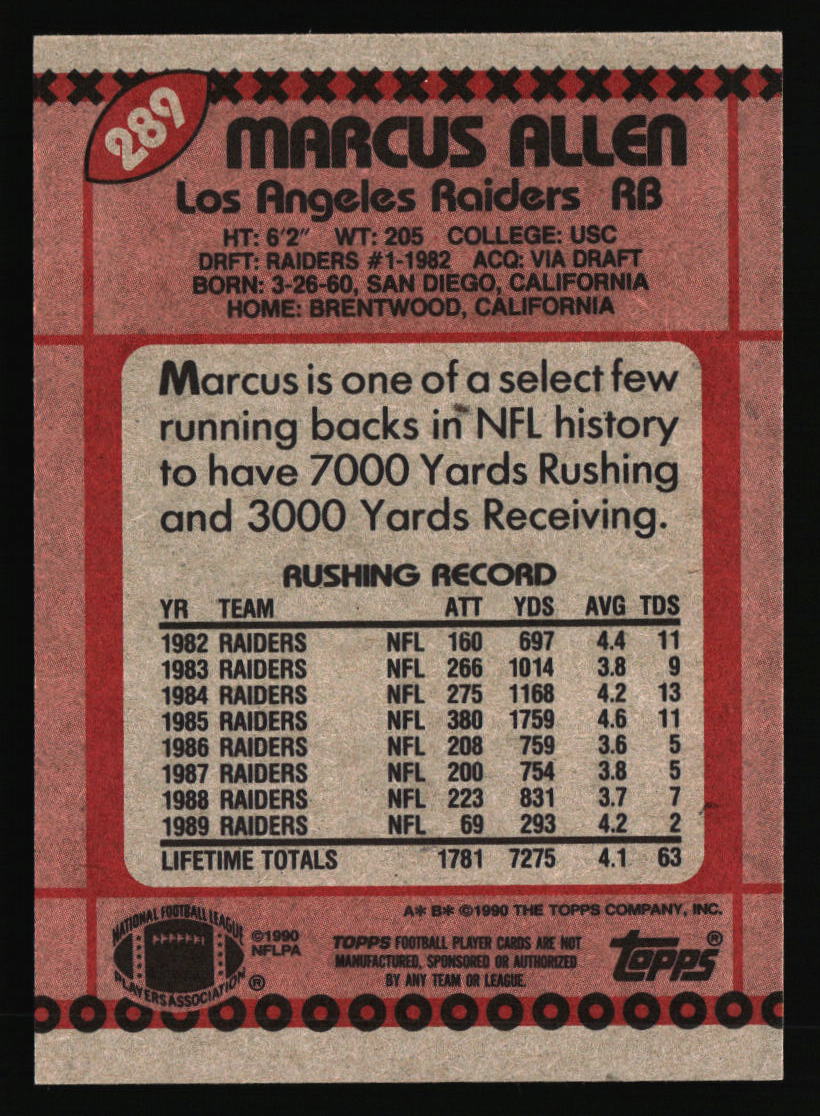 289
MARCUS ALLEN
Los Angeles Raiders RB
HT: 6'2" WT: 205 COLLEGE: USC
DRFT: RAIDERS #1-1982 ACQ: VIA DRAFT
BORN: 3-26-60, SAN DIEGO, CALIFORNIA
HOME: BRENTWOOD, CALIFORNIA
Marcus is one of a select few
running backs in NFL history
to have 7000 Yards Rushing
and 3000 Yards Receiving.
RUSHING RECORD
YR TEAM ATT YDS AVG TDS
1982 RAIDERS NFL 160 697 4.4 11
1983 RAIDERS NFL 266 1014 3.8 9
1984 RAIDERS NFL 275 1168 4.2 13
1985 RAIDERS NFL 380 1759 4.6 11
1986 RAIDERS NFL 208 759 3.6 5
1987 RAIDERS NFL 200 754 3.8 5
1988 RAIDERS NFL 223 831 3.7 7
1989 RAIDERS NFL 69 293 4.2 2
LIFETIME TOTALS 1781 7275 4.1 63
A* B* ©1990 THE TOPPS COMPANY, INC.
NATIONAL FOOTBALL LEAGUE
PLAYERS ASSOCIATION ®
©1990
NFLPA
TOPPS FOOTBALL PLAYER CARDS ARE NOT
MANUFACTURED, SPONSORED OR AUTHORIZED
BY ANY TEAM OR LEAGUE.
TOPPS®